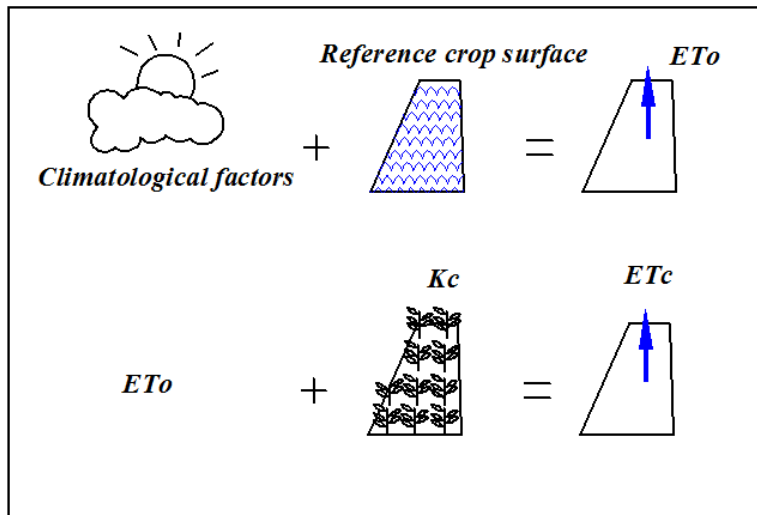 Reference crop surface
ETo
+
=
Climatological factors
Kc
ETc
ETo
+
=